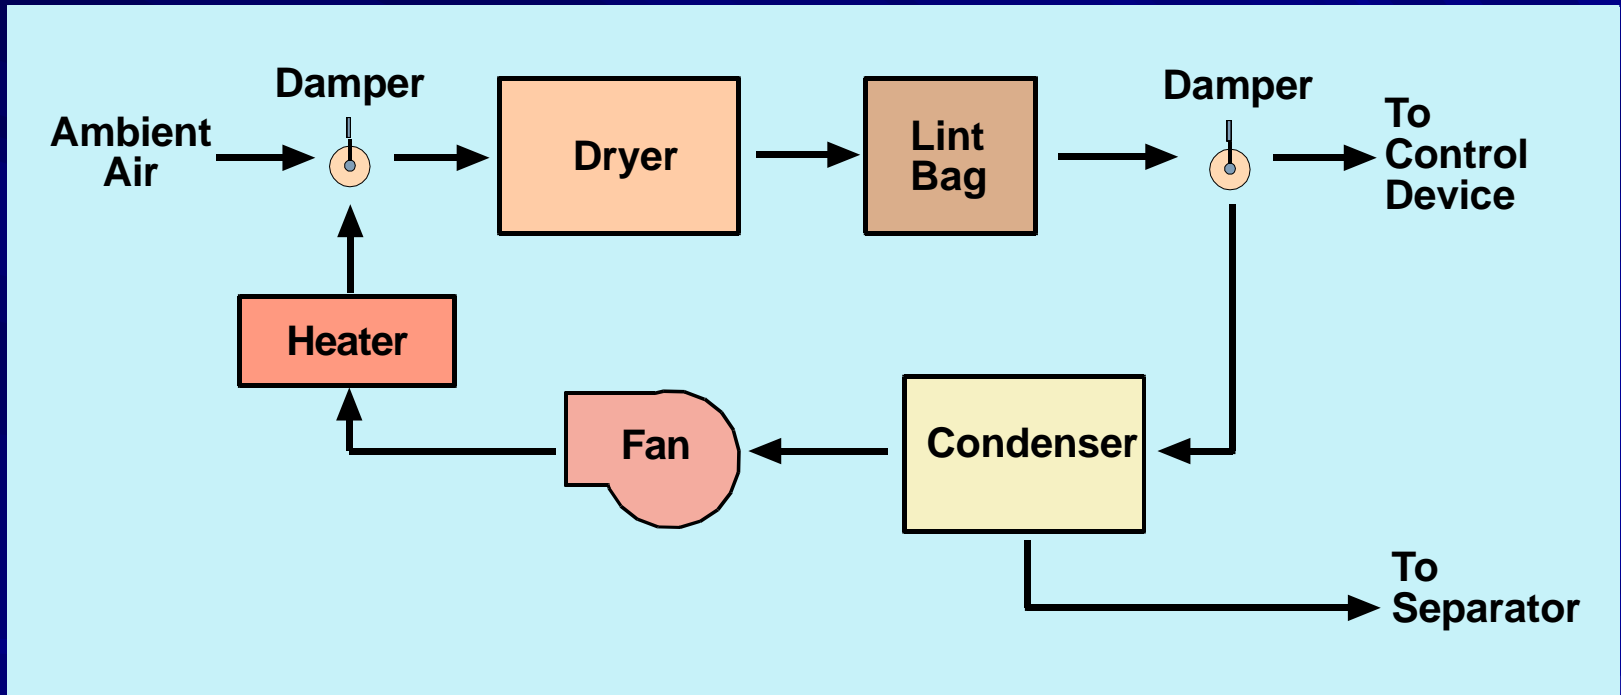 Damper
Ambient
Air
Dryer
Lint
Bag
Damper
To
Control
Device
Heater
Fan
Condenser
To
Separator